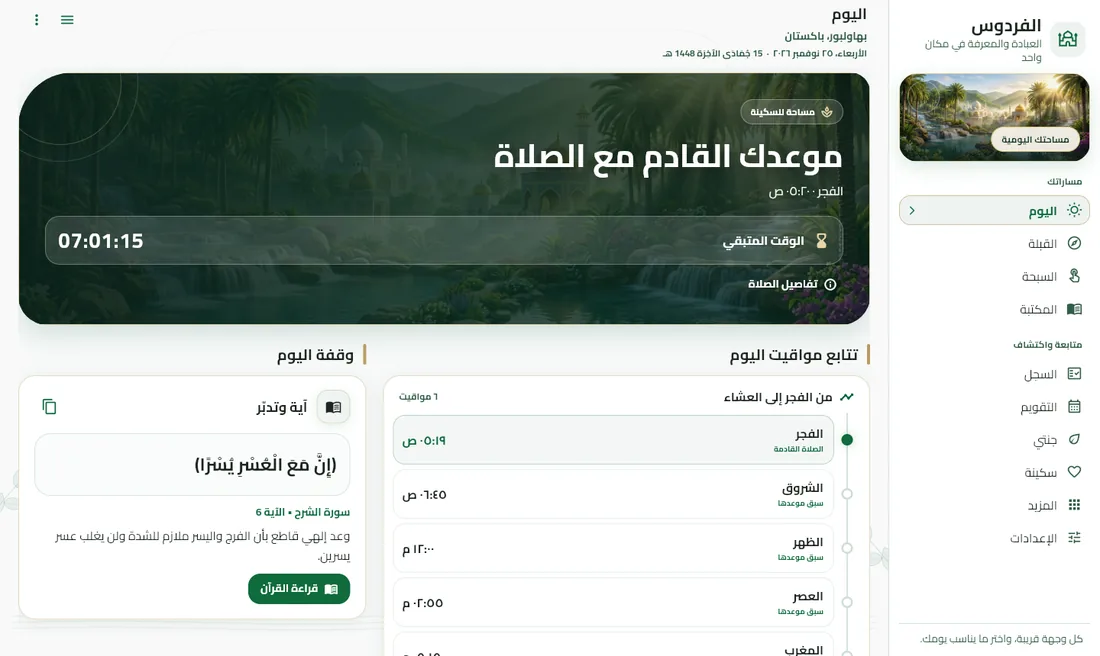 الفردوس
العبادة والمعرفة في مكان
واحد
مساحتك اليومية
مساراتك
اليوم
القبلة
السبحة
المكتبة
متابعة واكتشاف
السجل
التقويم
جنتي
سكينة
المزيد
الإعدادات
كل وجهة قريبة، واختر ما يناسب يومك.
اليوم
بهاولبور، باكستان
الأربعاء، ٢٥ نوفمبر ٢٠٢٦ · 15 جُمادى الآخِرة 1448 هـ
مساحة للسكينة
موعدك القادم مع الصلاة
الفجر · ٠٥:٢٠ ص
الوقت المتبقي
07:01:15
تفاصيل الصلاة
تتابع مواقيت اليوم
من الفجر إلى العشاء
٦ مواقيت
الفجر
الصلاة القادمة
٠٥:١٩ ص
الشروق
سبق موعدها
٠٦:٤٥ ص
الظهر
سبق موعدها
١٢:٠٠ م
العصر
سبق موعدها
٠٢:٥٥ م
المغرب
وقفة اليوم
آية وتدبّر
(إِنَّ مَعَ الْعُسْرِ يُسْرًا)
سورة الشرح • الآية 6
وعد إلهي قاطع بأن الفرج واليسر ملازم للشدة ولن يغلب عسر
يسرين.
قراءة القرآن